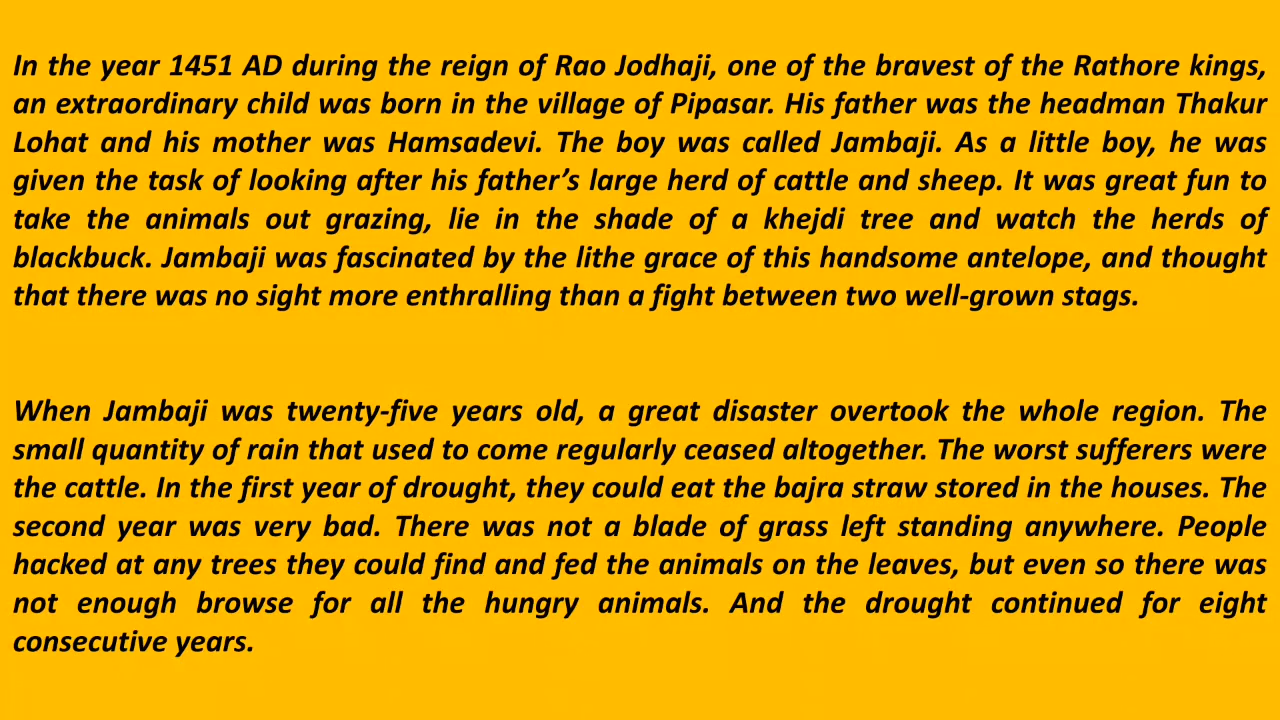 In the year 1451 AD during the reign of Rao Jodhaji, one of the bravest of the Rathore kings,
an extraordinary child was born in the village of Pipasar. His father was the headman Thakur
Lohat and his mother was Hamsadevi. The boy was called Jambaji. As a little boy, he was
given the task of looking after his father’s large herd of cattle and sheep. It was great fun to
take the animals out grazing, lie in the shade of a khejdi tree and watch the herds of
blackbuck. Jambaji was fascinated by the lithe grace of this handsome antelope, and thought
that there was no sight more enthralling than a fight between two well-grown stags.
When Jambaji was twenty-five years old, a great disaster overtook the whole region. The
small quantity of rain that used to come regularly ceased altogether. The worst sufferers were
the cattle. In the first year of drought, they could eat the bajra straw stored in the houses. The
second year was very bad. There was not a blade of grass left standing anywhere. People
hacked at any trees they could find and fed the animals on the leaves, but even so there was
not enough browse for all the hungry animals. And the drought continued for eight
consecutive years.